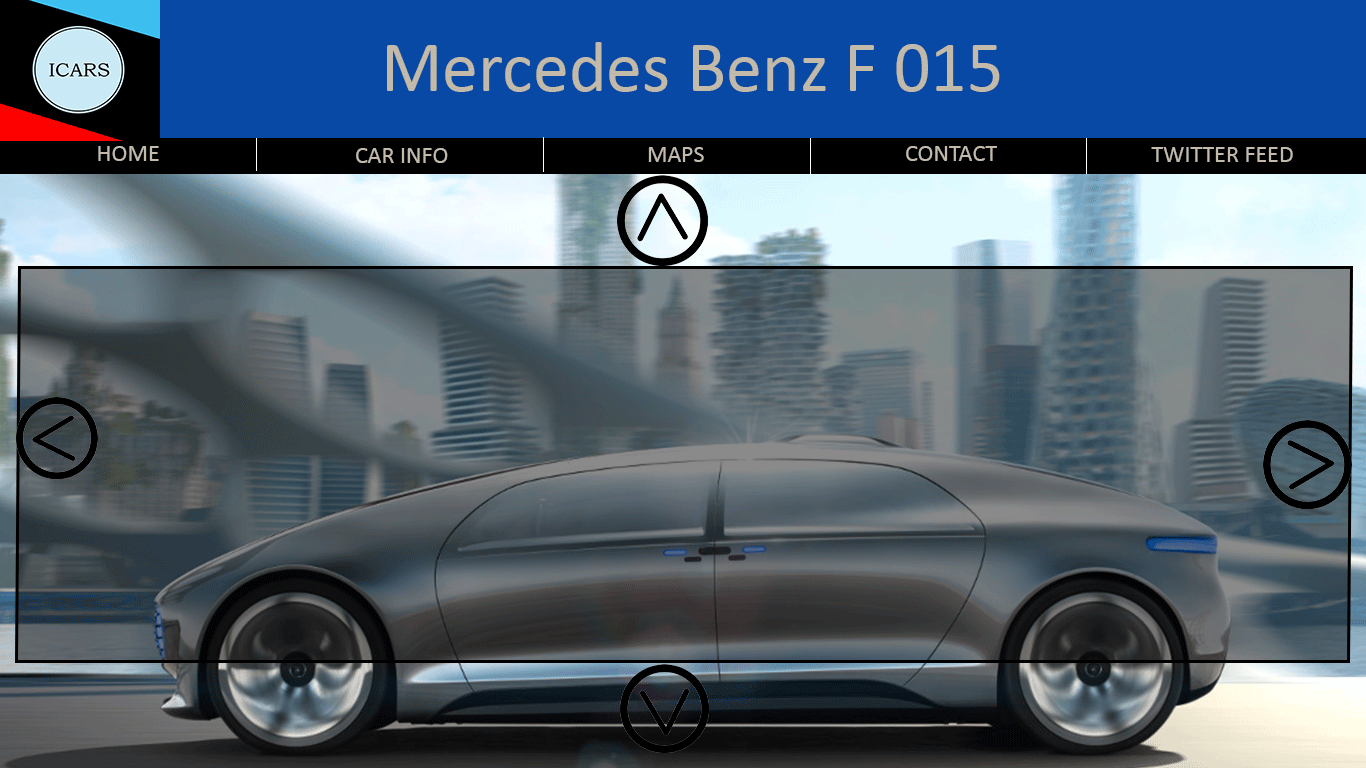 ICARS
Mercedes Benz F 015
HOME
CAR INFO
MAPS
CONTACT
TWITTER FEED